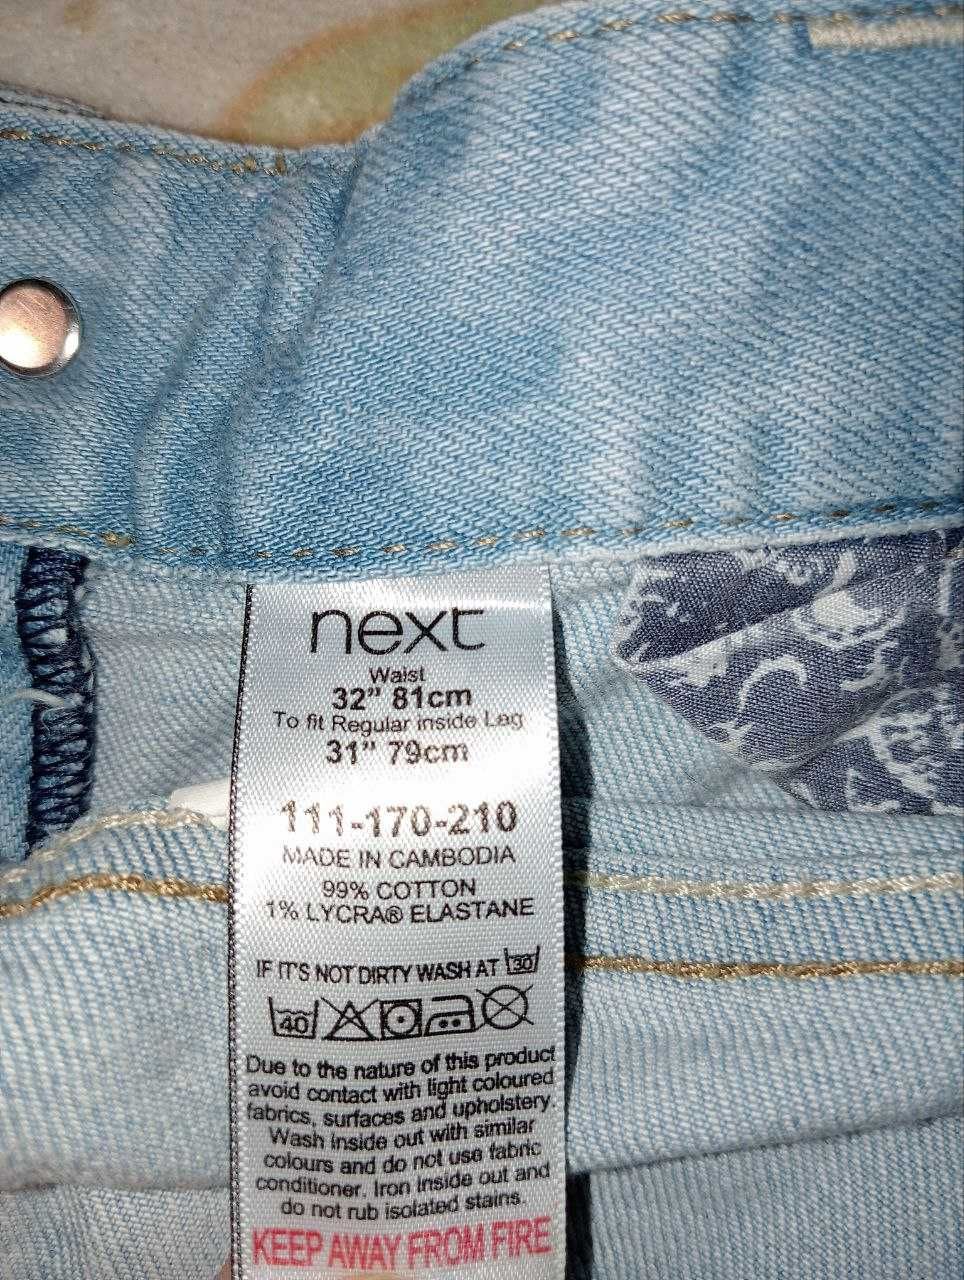 next
Waist
32" 81cm
To fit Regular inside Leg
31" 79cm
111-170-210
MADE IN CAMBODIA
99% COTTON
1% LYCRA® ELASTANE
IF IT'S NOT DIRTY WASH AT 30
40
Due to the nature of this product
avoid contact with light coloured
fabrics, surfaces and upholstery.
Wash inside out with similar
colours and do not use fabric
conditioner. Iron inside out and
do not rub isolated stains.
KEEP AWAY FROM FIRE